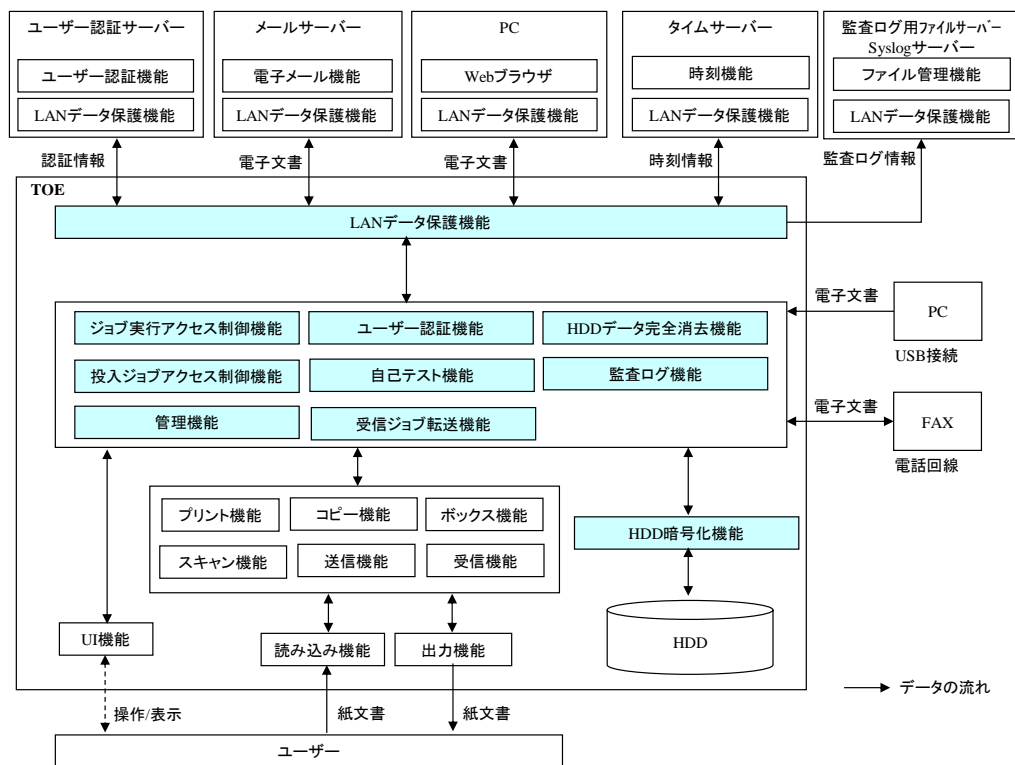 ユーザー認証サーバー
ユーザー認証機能
LANデータ保護機能
メールサーバー
電子メール機能
LANデータ保護機能
PC
Webブラウザ
LANデータ保護機能
タイムサーバー
時刻機能
LANデータ保護機能
監査ログ用ファイルサーバー
Syslogサーバー
ファイル管理機能
LANデータ保護機能
認証情報
電子文書
電子文書
時刻情報
監査ログ情報
TOE
LANデータ保護機能
ジョブ実行アクセス制御機能
ユーザー認証機能
HDDデータ完全消去機能
投入ジョブアクセス制御機能
自己テスト機能
監査ログ機能
管理機能
受信ジョブ転送機能
電子文書
PC
USB接続
電子文書
FAX
電話回線
プリント機能
コピー機能
ボックス機能
スキャン機能
送信機能
受信機能
HDD暗号化機能
HDD
UI機能
読み込み機能
出力機能
データの流れ
操作/表示
紙文書
紙文書
ユーザー